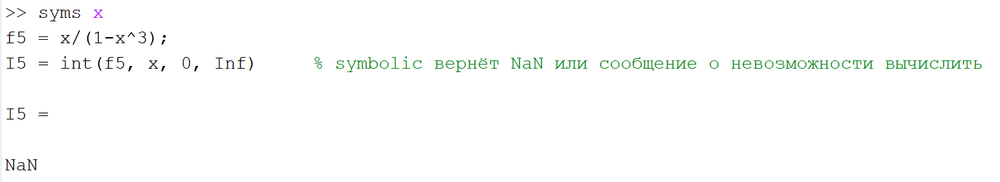 >> syms x
f5 = x/(1-x^3);
I5 = int(f5, x, 0, Inf)     % symbolic вернёт NaN или сообщение о невозможности вычислить
I5 =
NaN